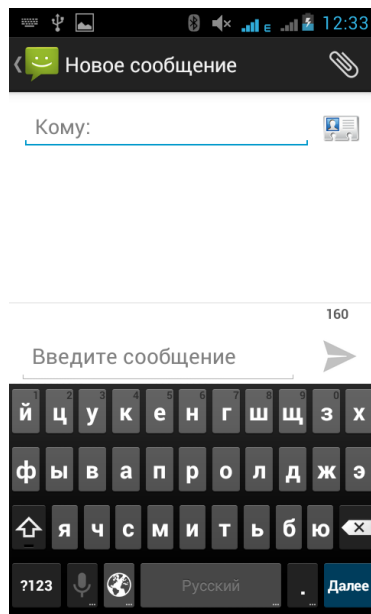 E 12:33
Новое сообщение
Кому:
160
Введите сообщение
1 2 3 4 5 6 7 8 9 0
й ц у к е н г ш щ з х
ф ы в а п р о л д ж э
я ч с м и т ь б ю
?123 ... ... Русский ... . ... Далее